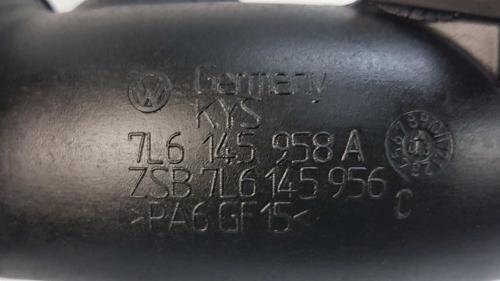 Germany
KYS
7L6 145 958 A
ZSB 7L6 145 956 C
>PA6 GF15<